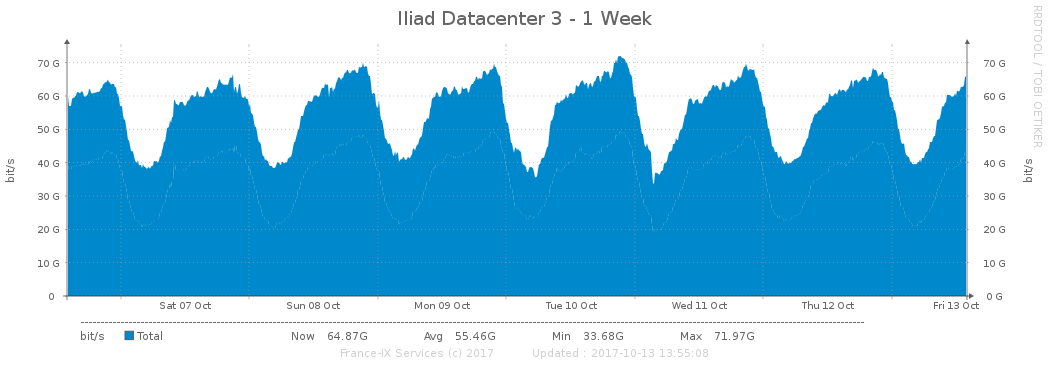 Iliad Datacenter 3 - 1 Week
RRDTOOL / TOBI OETIKER
70 G 70 G
60 G 60 G
50 G 50 G
40 G 40 G
30 G 30 G
20 G 20 G
10 G 10 G
0 0 G
bit/s bit/s
Sat 07 Oct Sun 08 Oct Mon 09 Oct Tue 10 Oct Wed 11 Oct Thu 12 Oct Fri 13 Oct
bit/s Total Now 64.87G Avg 55.46G Min 33.68G Max 71.97G
France-IX Services (c) 2017 Updated : 2017-10-13 13:55:08